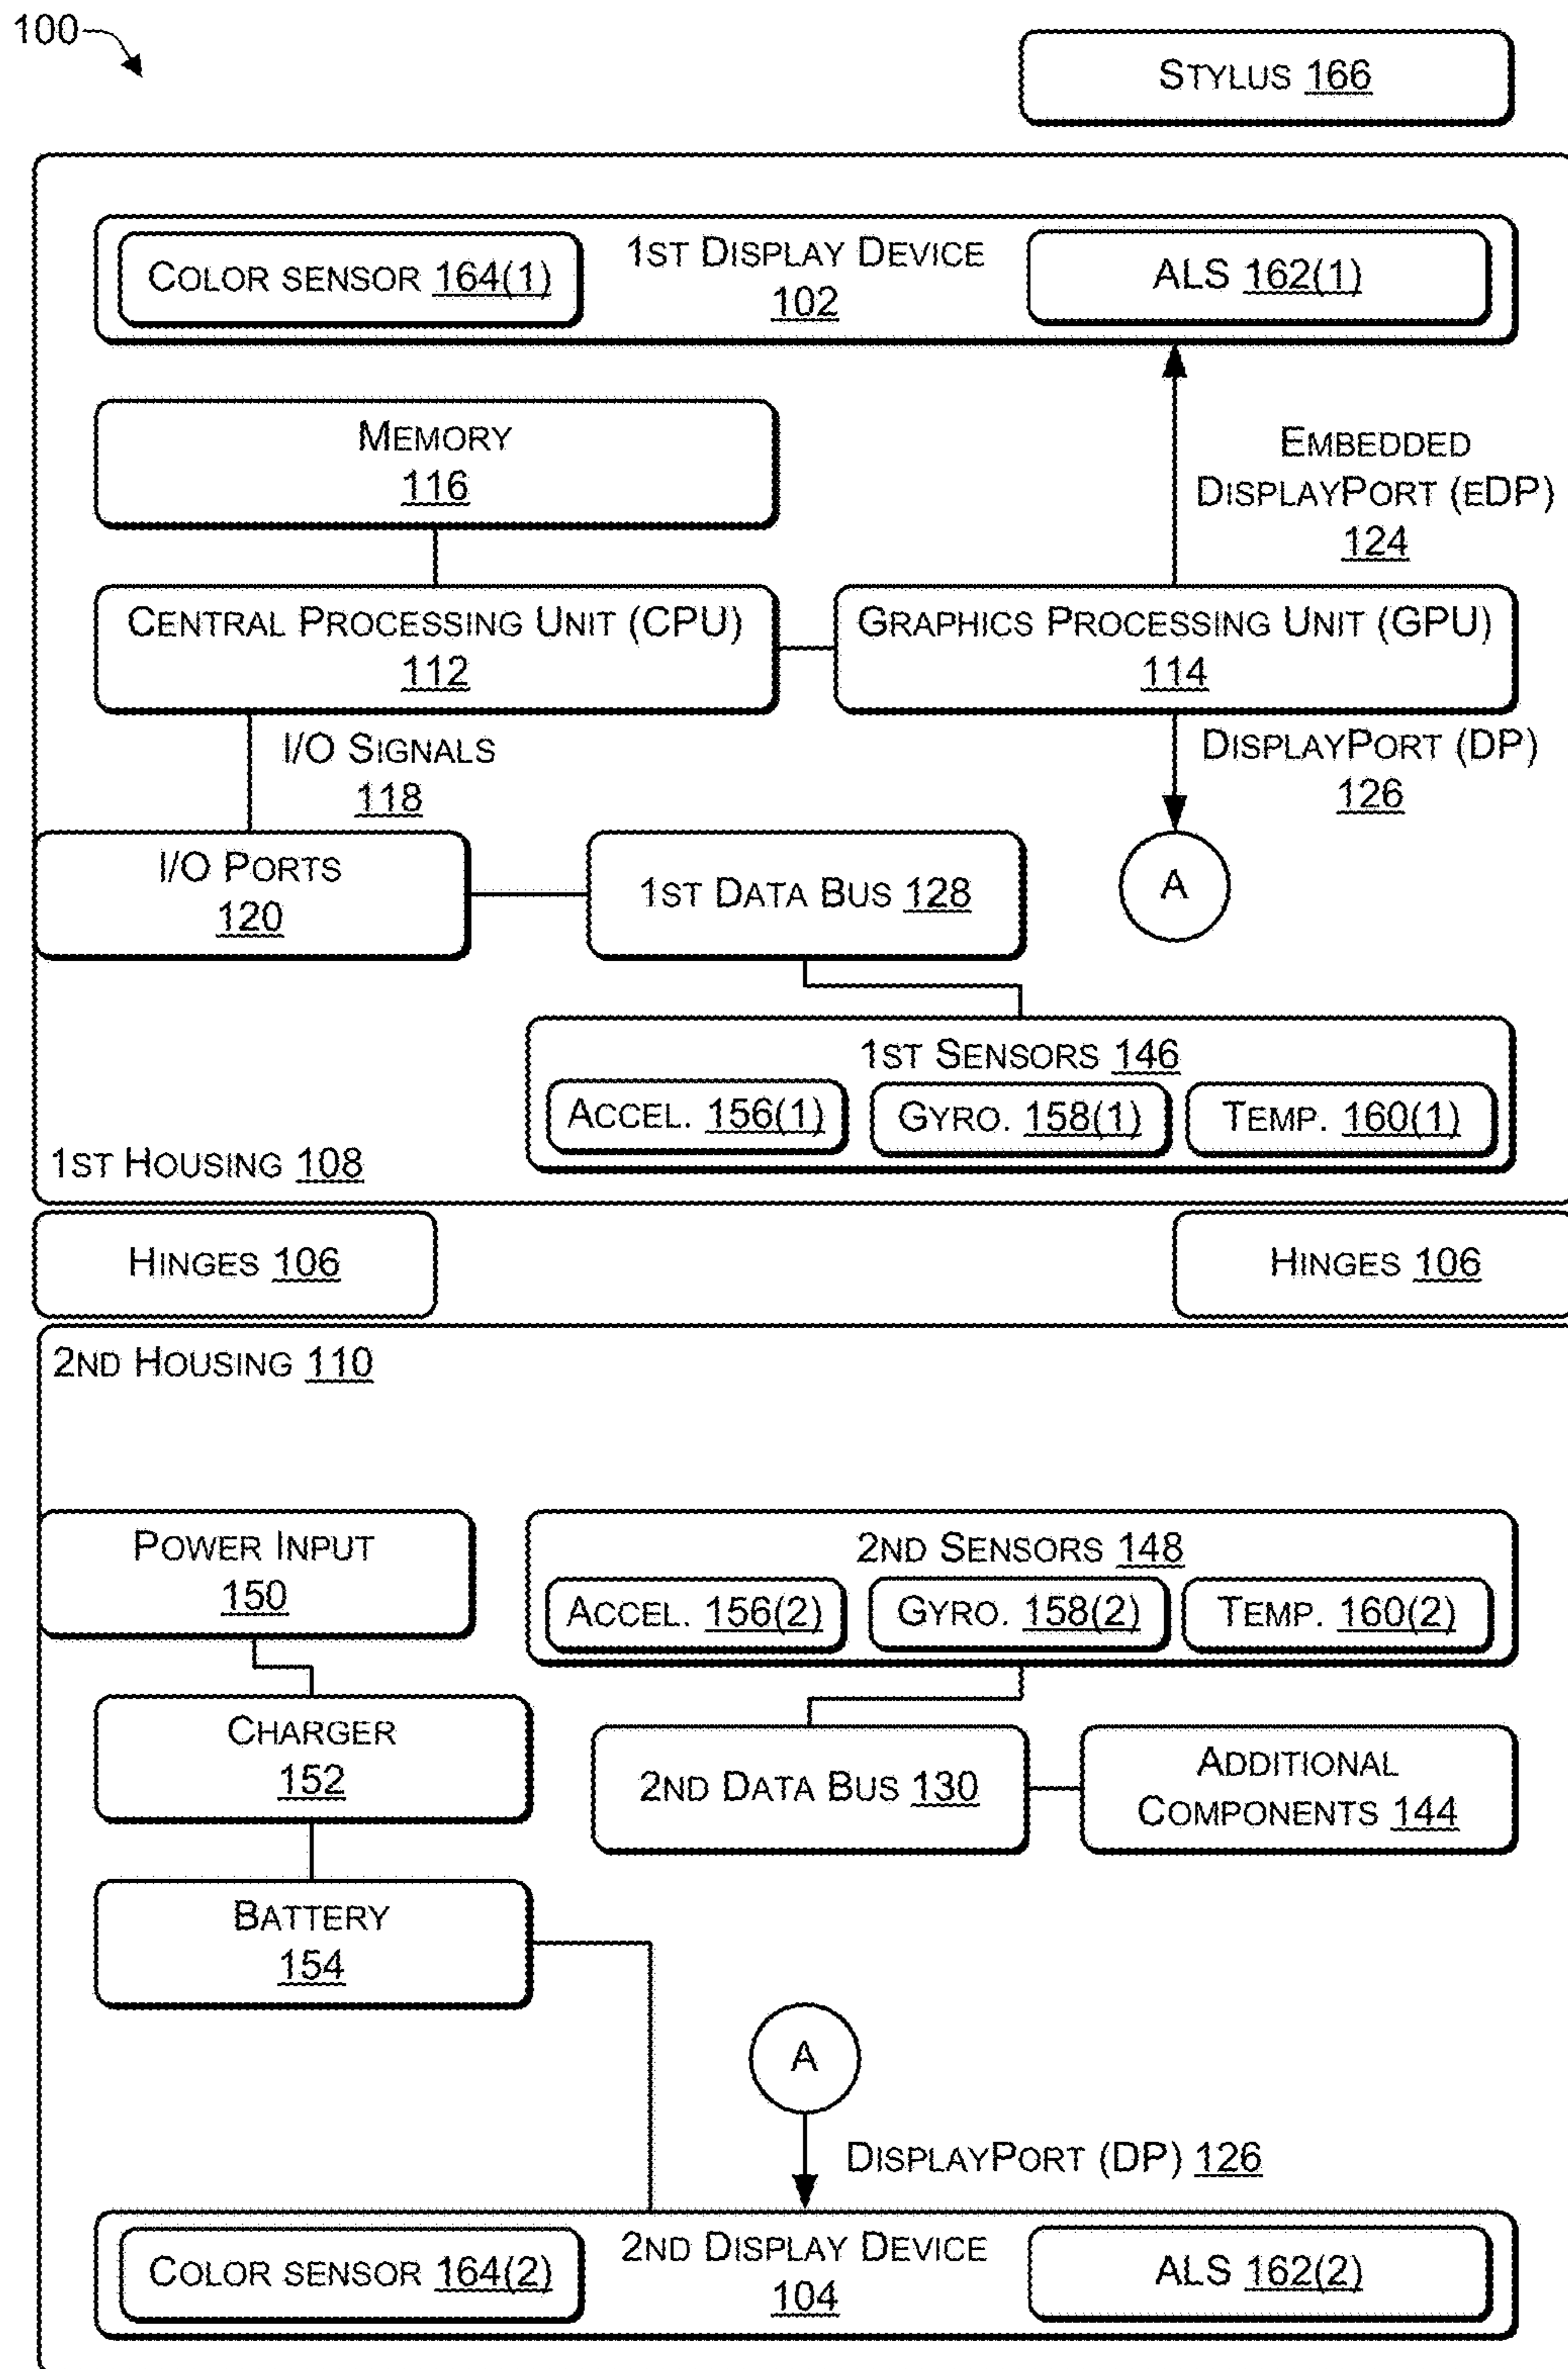 100
STYLUS 166
COLOR SENSOR 164(1)
1ST DISPLAY DEVICE
102
ALS 162(1)
MEMORY
116
EMBEDDED
DISPLAYPORT (EDP)
124
CENTRAL PROCESSING UNIT (CPU)
112
GRAPHICS PROCESSING UNIT (GPU)
114
I/O SIGNALS
118
DISPLAYPORT (DP)
126
I/O PORTS
120
1ST DATA BUS 128
A
1ST SENSORS 146
ACCEL. 156(1)
GYRO. 158(1)
TEMP. 160(1)
1ST HOUSING 108
HINGES 106
HINGES 106
2ND HOUSING 110
POWER INPUT
150
2ND SENSORS 148
ACCEL. 156(2)
GYRO. 158(2)
TEMP. 160(2)
CHARGER
152
2ND DATA BUS 130
ADDITIONAL
COMPONENTS 144
BATTERY
154
A
DISPLAYPORT (DP) 126
COLOR SENSOR 164(2)
2ND DISPLAY DEVICE
104
ALS 162(2)